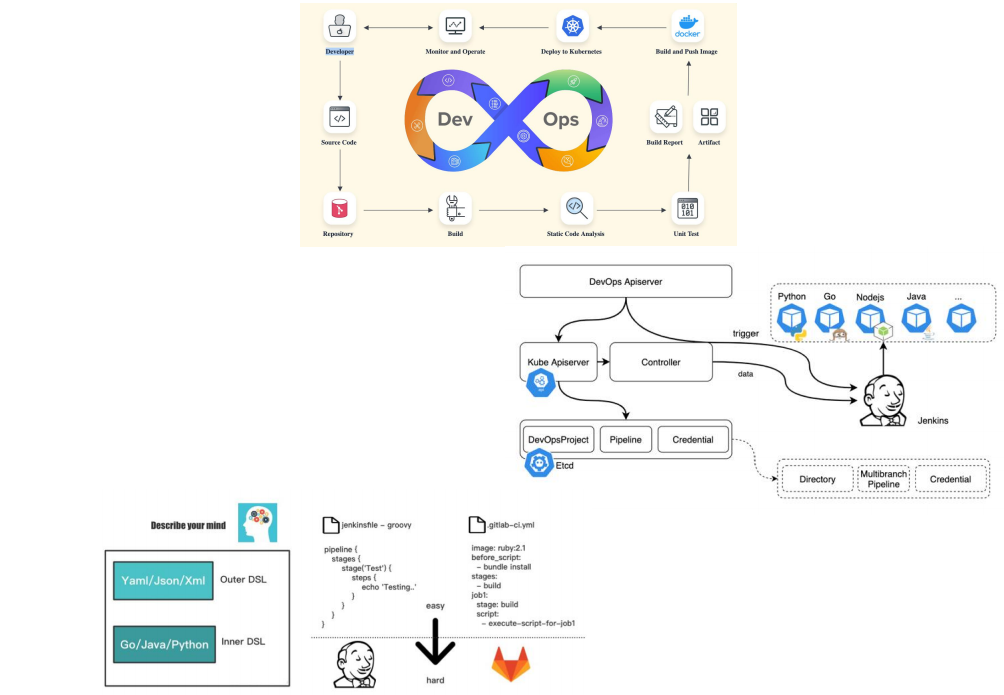 Developer
Monitor and Operate
Deploy to Kubernetes
docker
Build and Push Image
Dev
Ops
Source Code
Build Report
Artifact
010
101
Repository
Build
Static Code Analysis
Unit Test
DevOps Apiserver
Python
Go
Nodejs
Java
...
trigger
Kube Apiserver
Controller
data
Jenkins
DevOpsProject
Pipeline
Credential
Etcd
Directory
Multibranch
Pipeline
Credential
Describe your mind
Yaml/Json/Xml
Outer DSL
Go/Java/Python
Inner DSL
jenkinsfile - groovy
pipeline {
stages {
stage('Test') {
steps {
echo 'Testing..'
}
}
}
}
.gitlab-ci.yml
image: ruby:2.1
before_script:
- bundle install
stages:
- build
job1:
stage: build
script:
- execute-script-for-job1
easy
hard